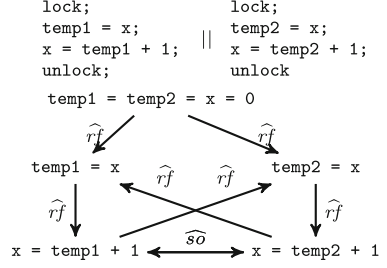 lock; lock;
temp1 = x; temp2 = x;
x = temp1 + 1; || x = temp2 + 1;
unlock; unlock
temp1 = temp2 = x = 0
r͡f r͡f
temp1 = x r͡f r͡f temp2 = x
r͡f r͡f
x = temp1 + 1 s͡o x = temp2 + 1